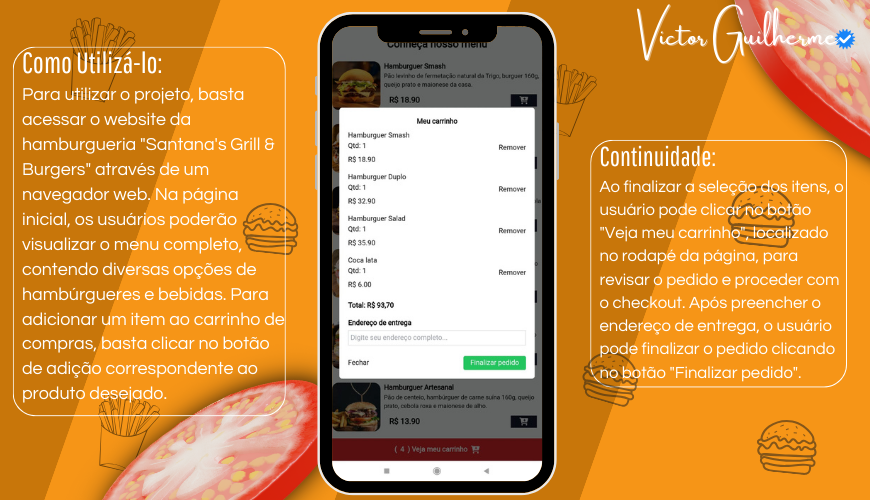 Victor Guilherme
Como Utilizá-lo:
Para utilizar o projeto, basta
acessar o website da
hamburgueria "Santana's Grill &
Burgers" através de um
navegador web. Na página
inicial, os usuários poderão
visualizar o menu completo,
contendo diversas opções de
hambúrgueres e bebidas. Para
adicionar um item ao carrinho de
compras, basta clicar no botão
de adição correspondente ao
produto desejado.
Conheça nosso menu
Hamburguer Smash
Pão levinho de fermetação natural da Trigo, burguer 160g,
queijo prato e maionese da casa.
R$ 18.90
Meu carrinho
Hamburguer Smash
Qtd: 1
Remover
R$ 18.90
Hamburguer Duplo
Qtd: 1
Remover
R$ 32.90
Hamburguer Salad
Qtd: 1
Remover
R$ 35.90
Coca lata
Qtd: 1
Remover
R$ 6.00
Total: R$ 93,70
Endereço de entrega
Digite seu endereço completo...
Fechar
Finalizar pedido
Hamburguer Artesanal
Pão de centeio, hambúrguer de carne suína 160g, queijo
prato, cebola roxa e maionese de alho.
R$ 13.90
( 4 ) Veja meu carrinho
Continuidade:
Ao finalizar a seleção dos itens, o
usuário pode clicar no botão
"Veja meu carrinho", localizado
no rodapé da página, para
revisar o pedido e proceder com
o checkout. Após preencher o
endereço de entrega, o usuário
pode finalizar o pedido clicando
no botão "Finalizar pedido".